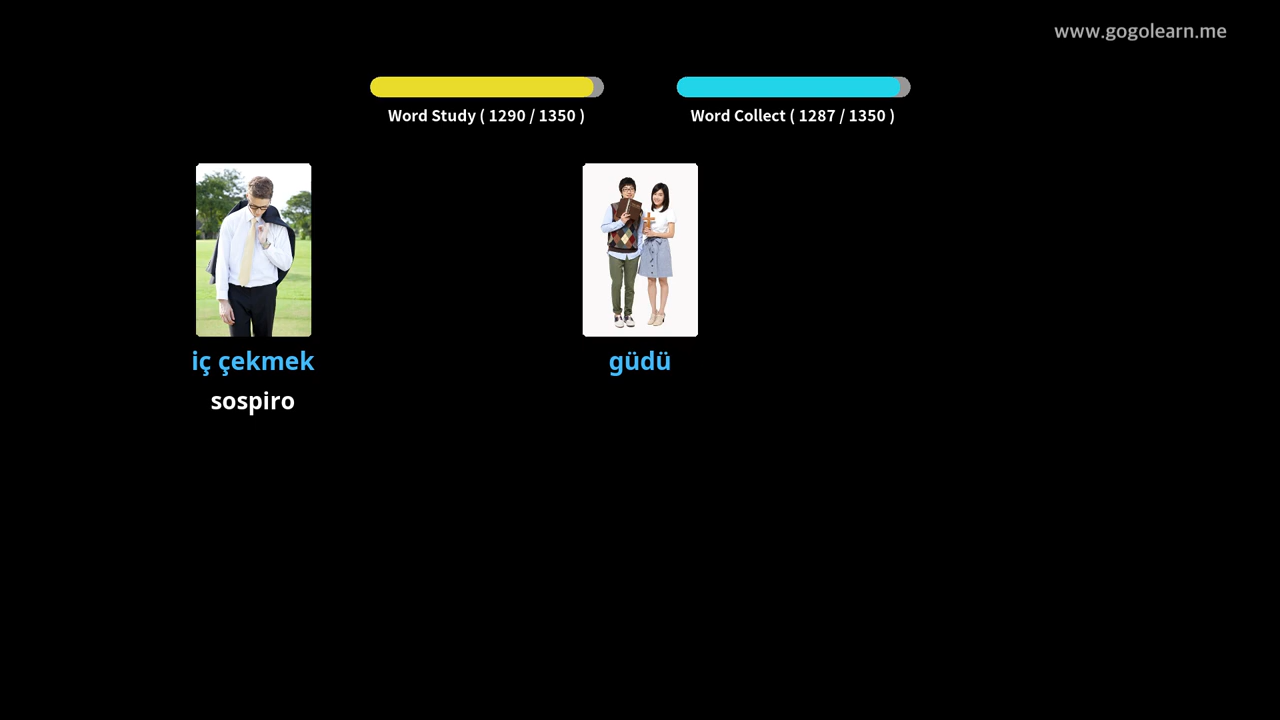 www.gogolearn.me
Word Study ( 1290 / 1350 )
Word Collect ( 1287 / 1350 )
iç çekmek
sospiro
güdü